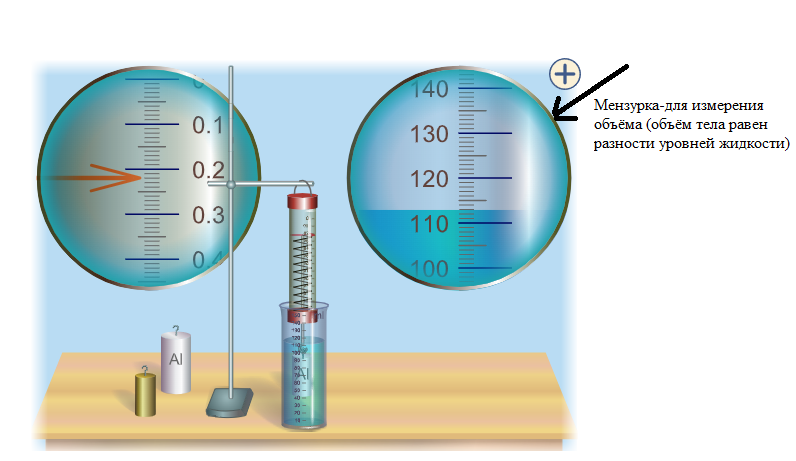 0.1
0.2
0.3
0.4
140
130
120
110
100
Мензурка-для измерения
объёма (объём тела равен
разности уровней жидкости)
Al
Al